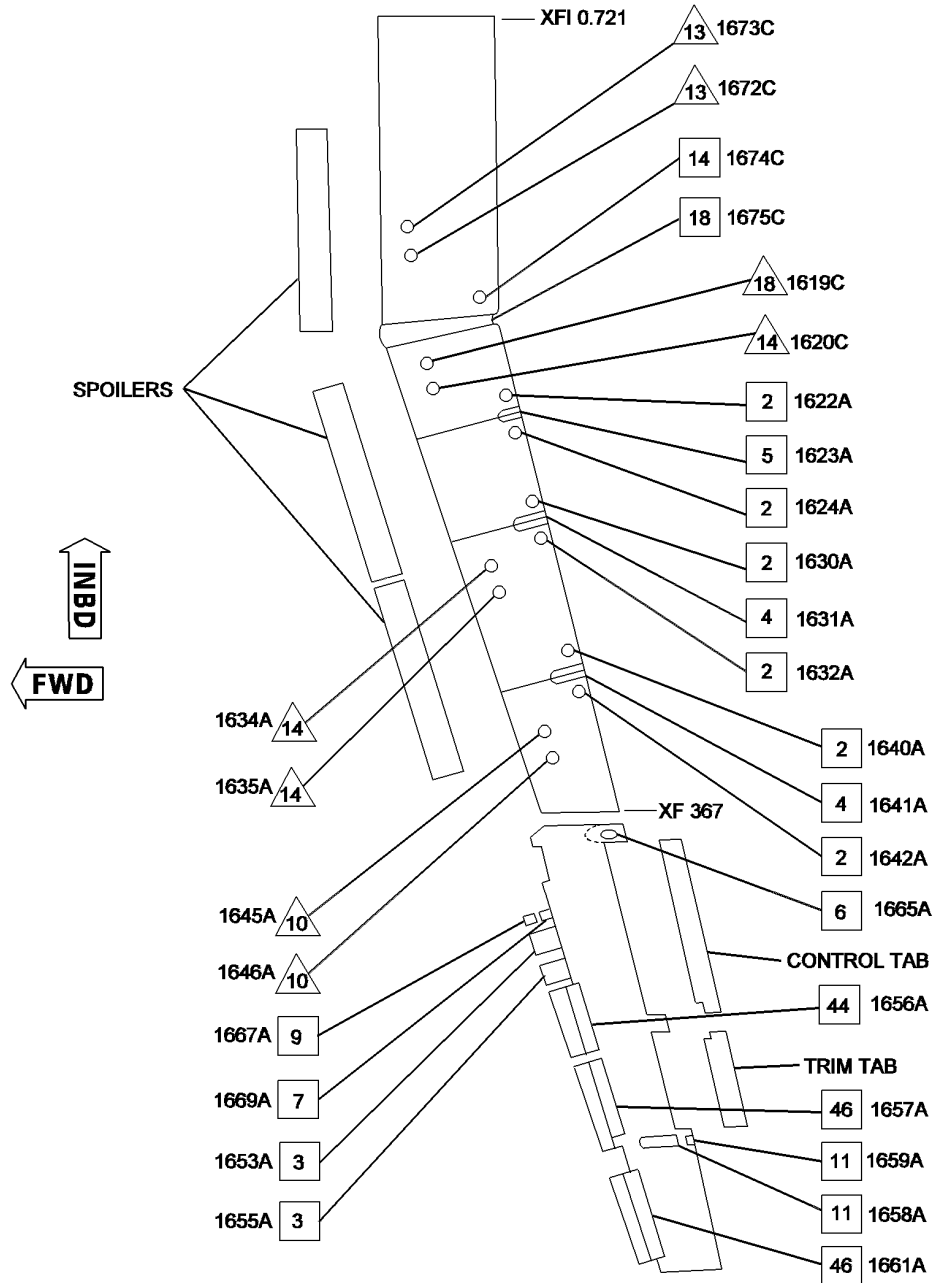 XFI 0.721
13 1673C
13 1672C
14 1674C
18 1675C
18 1619C
14 1620C
SPOILERS
2 1622A
5 1623A
2 1624A
2 1630A
4 1631A
2 1632A
INBD
FWD
1634A 14
1635A 14
2 1640A
XF 367
4 1641A
2 1642A
6 1665A
1645A 10
1646A 10
CONTROL TAB
44 1656A
1667A 9
TRIM TAB
1669A 7
46 1657A
1653A 3
11 1659A
1655A 3
11 1658A
46 1661A